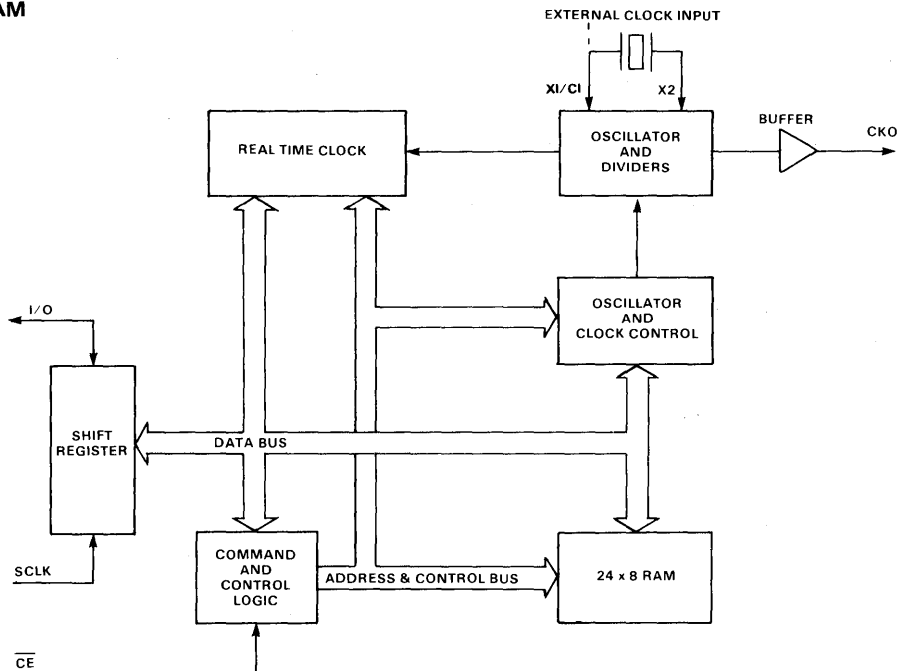 AM
EXTERNAL CLOCK INPUT
XI/CI
X2
BUFFER
CKO
REAL TIME CLOCK
OSCILLATOR
AND
DIVIDERS
I/O
OSCILLATOR
AND
CLOCK CONTROL
SHIFT
REGISTER
DATA BUS
SCLK
COMMAND
AND
CONTROL
LOGIC
ADDRESS & CONTROL BUS
24 x 8 RAM
CE